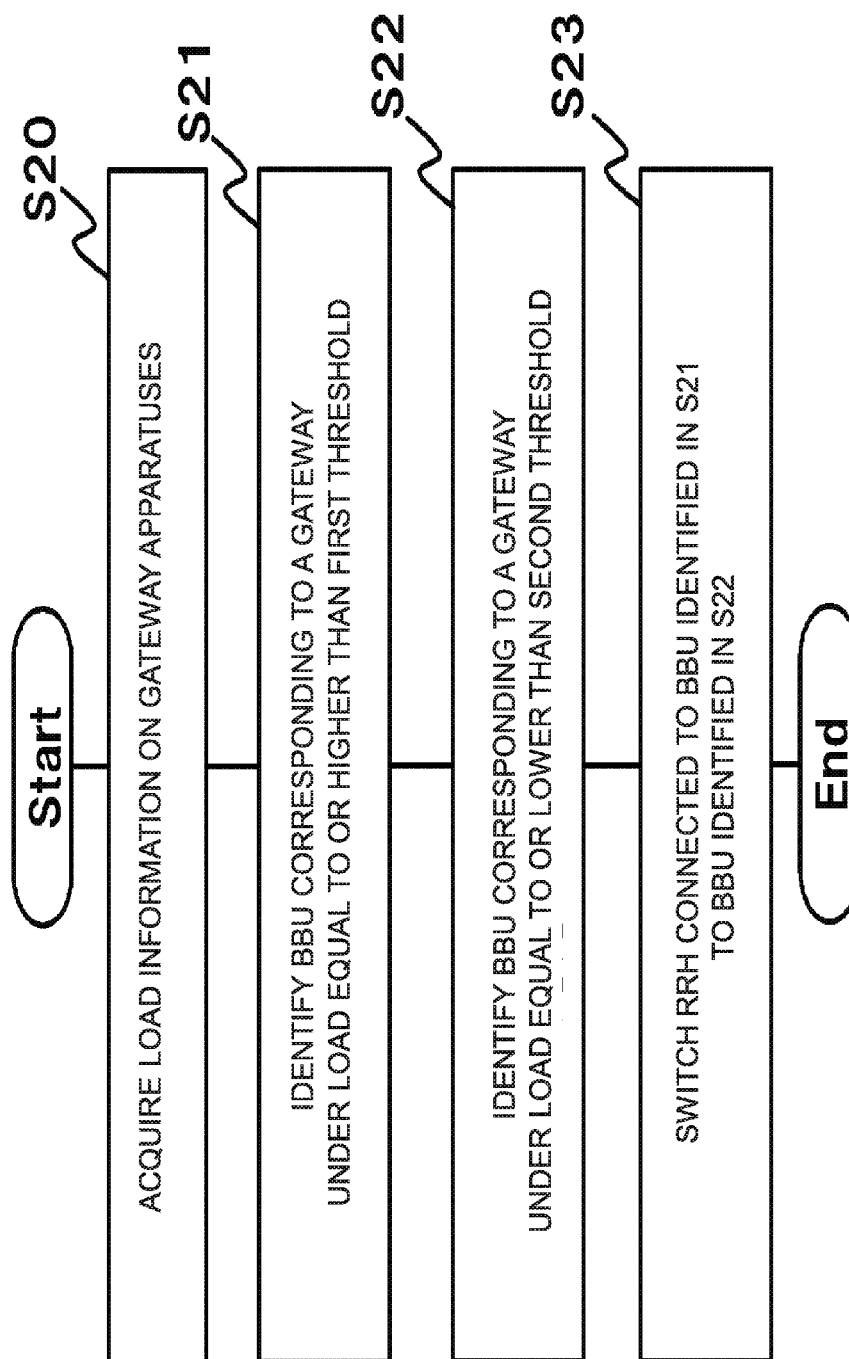 Start
S20
ACQUIRE LOAD INFORMATION ON GATEWAY APPARATUSES
S21
IDENTIFY BBU CORRESPONDING TO A GATEWAY
UNDER LOAD EQUAL TO OR HIGHER THAN FIRST THRESHOLD
S22
IDENTIFY BBU CORRESPONDING TO A GATEWAY
UNDER LOAD EQUAL TO OR LOWER THAN SECOND THRESHOLD
S23
SWITCH RRH CONNECTED TO BBU IDENTIFIED IN S21
TO BBU IDENTIFIED IN S22
End